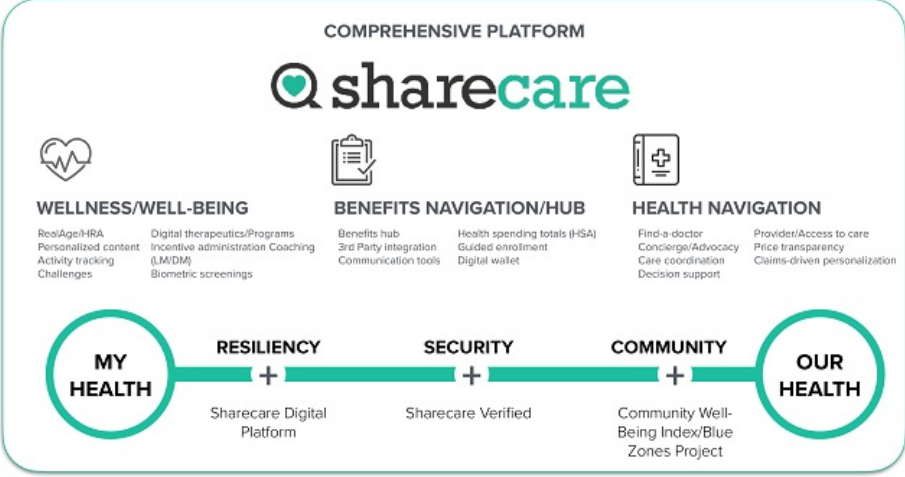 COMPREHENSIVE PLATFORM
sharecare
WELLNESS/WELL-BEING
RealAge/HRA
Personalized content
Activity tracking
Challenges
Digital therapeutics/Programs
Incentive administration Coaching
(LM/DM)
Biometric screenings
BENEFITS NAVIGATION/HUB
Benefits hub
3rd Party integration
Communication tools
Health spending totals (HSA)
Guided enrollment
Digital wallet
HEALTH NAVIGATION
Find-a-doctor
Concierge/Advocacy
Care coordination
Decision support
Provider/Access to care
Price transparency
Claims-driven personalization
MY
HEALTH
RESILIENCY
+
Sharecare Digital
Platform
SECURITY
+
Sharecare Verified
COMMUNITY
+
Community Well-
Being Index/Blue
Zones Project
OUR
HEALTH